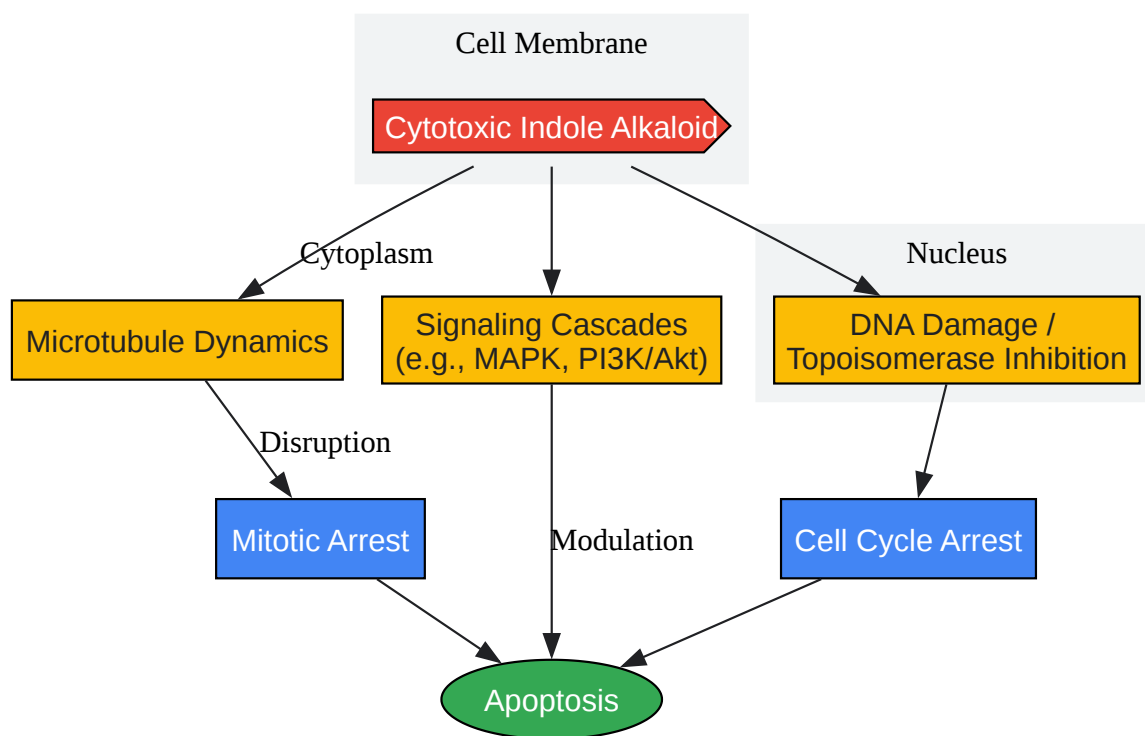 Cell Membrane
Cytotoxic Indole Alkaloid
Cytoplasm
Nucleus
Microtubule Dynamics
Signaling Cascades
(e.g., MAPK, PI3K/Akt)
DNA Damage /
Topoisomerase Inhibition
Disruption
Mitotic Arrest
Modulation
Cell Cycle Arrest
Apoptosis